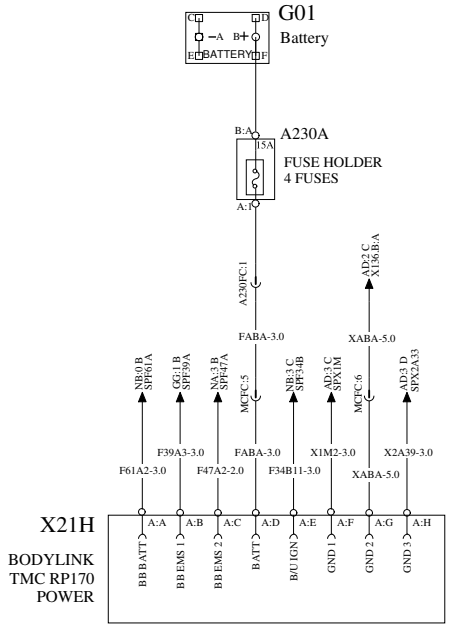 G01
Battery
C
D
−A
B+
E
BATTERY
F
B:A
A230A
15A
FUSE HOLDER
4 FUSES
A:1
A230FC:1
AD:2 C
X136.B:A
FABA-3.0
XABA-5.0
NB:0 B
SPF61A
GG:1 B
SPF39A
NA:3 B
SPF47A
MCFC:5
NB:3 C
SPF34B
AD:3 C
SPX1M
MCFC:6
AD:3 D
SPX2A33
F39A3-3.0
FABA-3.0
X1M2-3.0
X2A39-3.0
F61A2-3.0
F47A2-2.0
F34B11-3.0
XABA-5.0
X21H
A:A
A:B
A:C
A:D
A:E
A:F
A:G
A:H
BODYLINK
TMC RP170
POWER
BB BATT
BB EMS 1
BB EMS 2
BATT
B/U IGN
GND 1
GND 2
GND 3